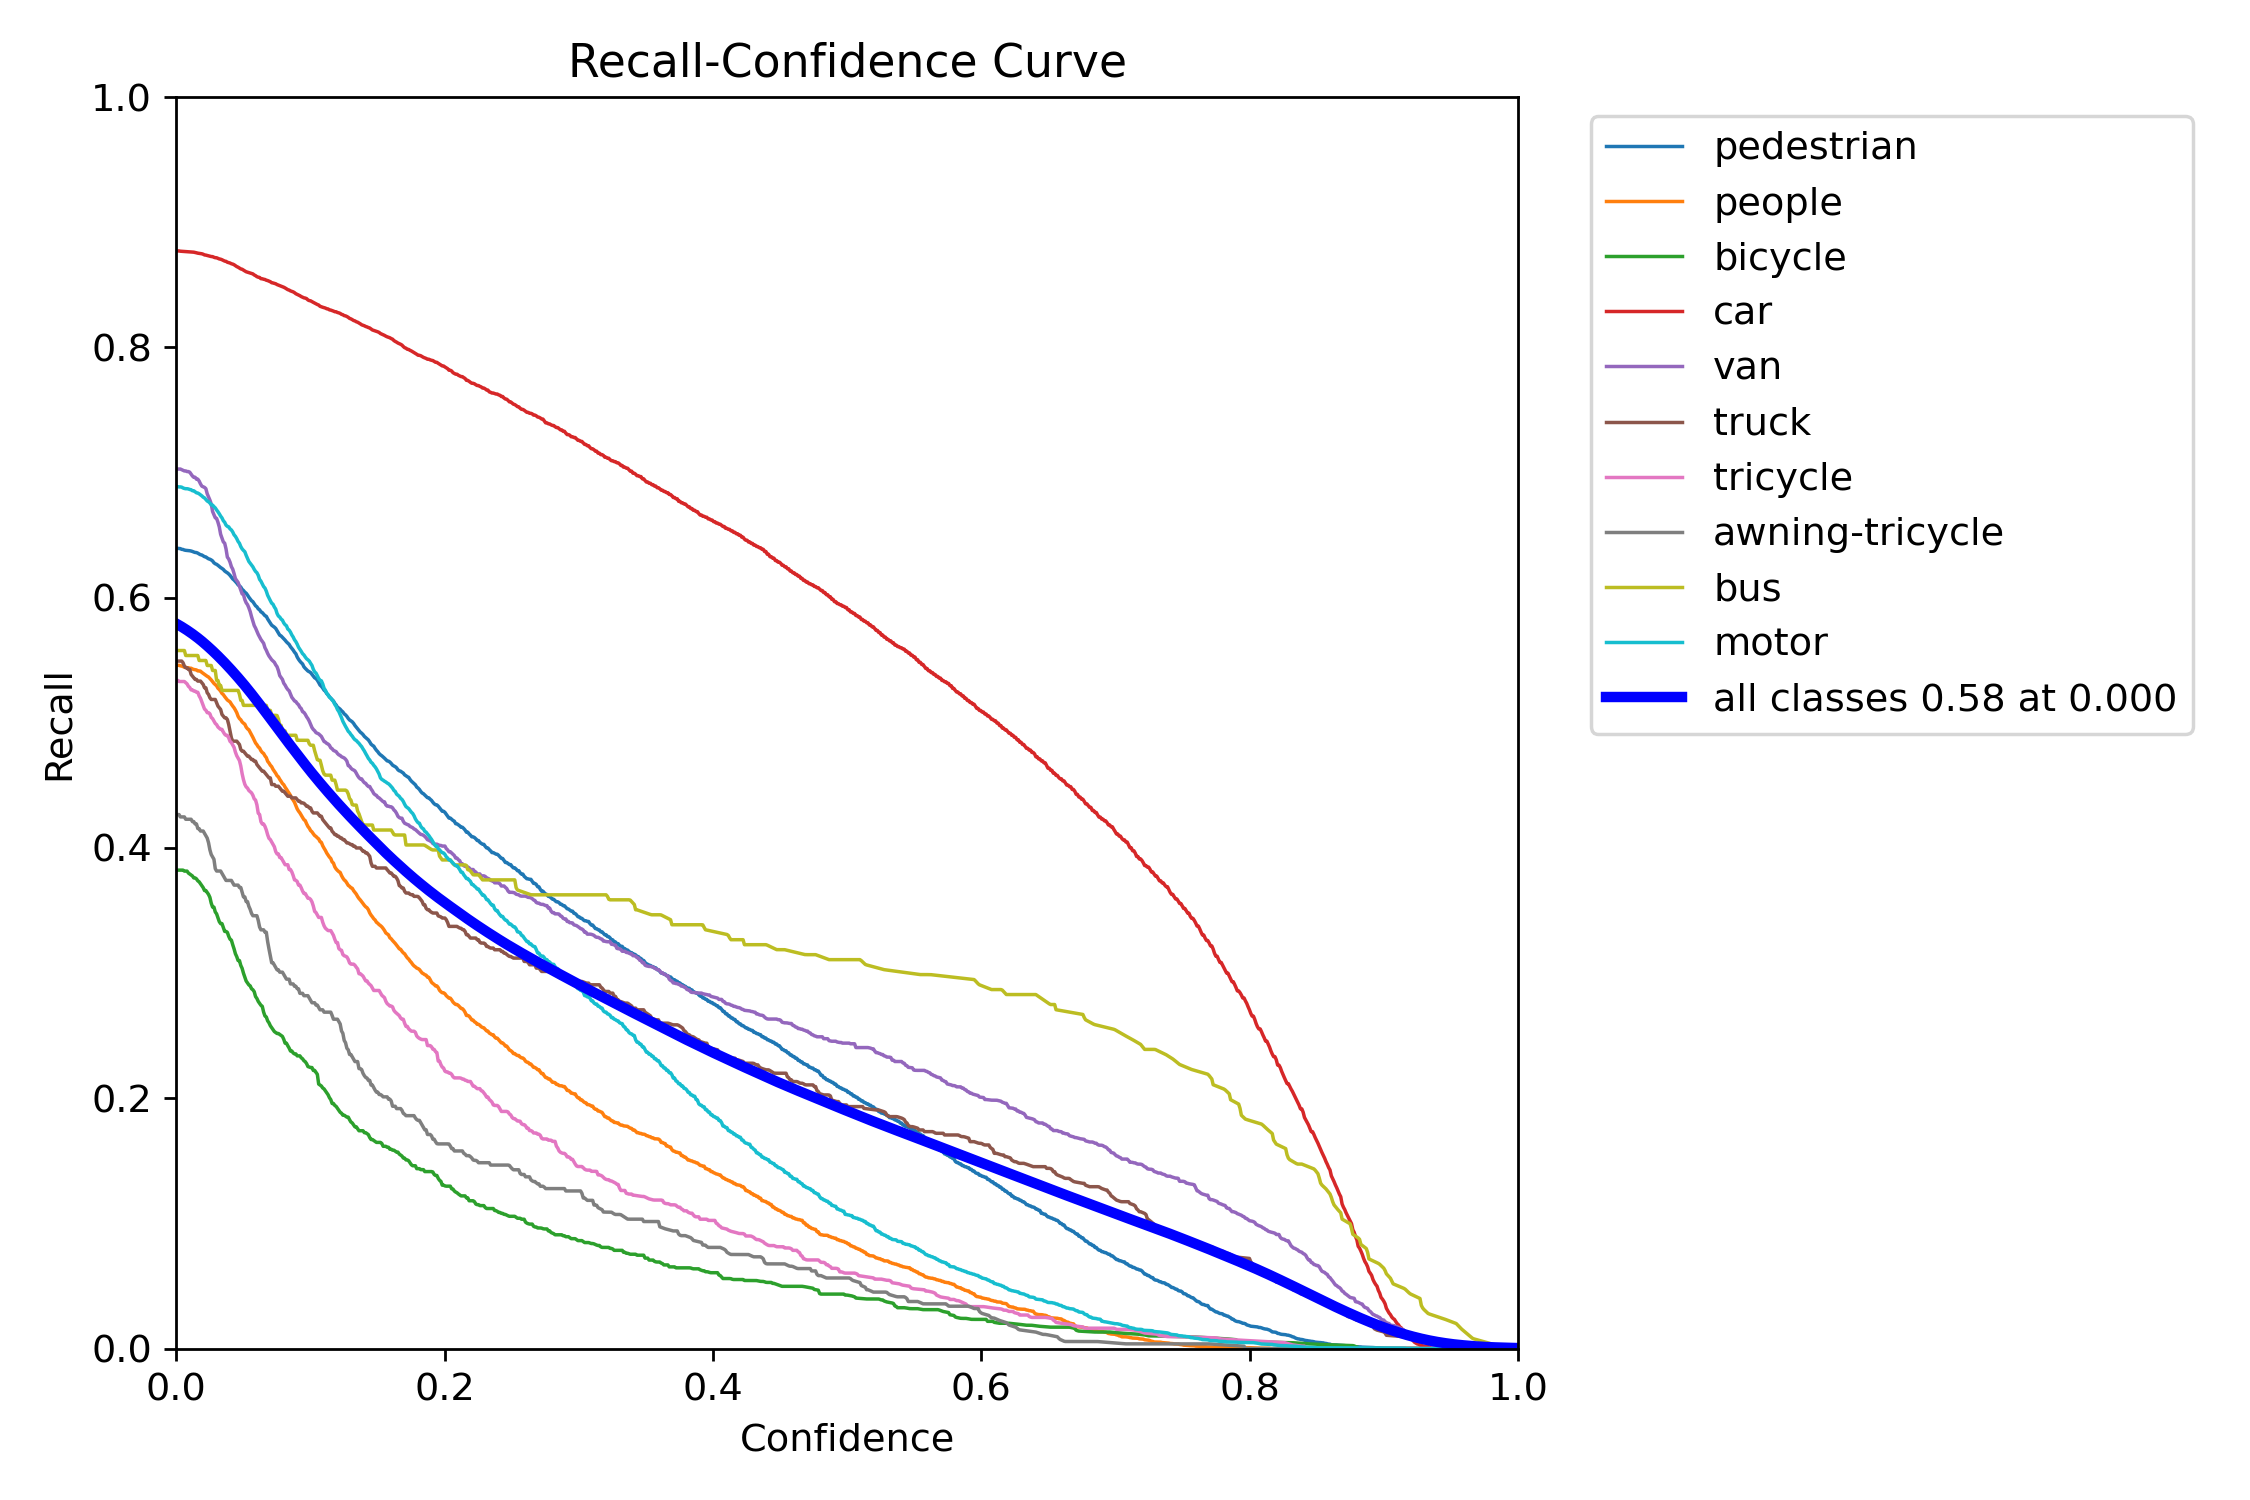 Recall-Confidence Curve
1.0
0.8
0.6
0.4
0.2
0.0
Recall
0.0 0.2 0.4 0.6 0.8 1.0
Confidence
pedestrian
people
bicycle
car
van
truck
tricycle
awning-tricycle
bus
motor
all classes 0.58 at 0.000